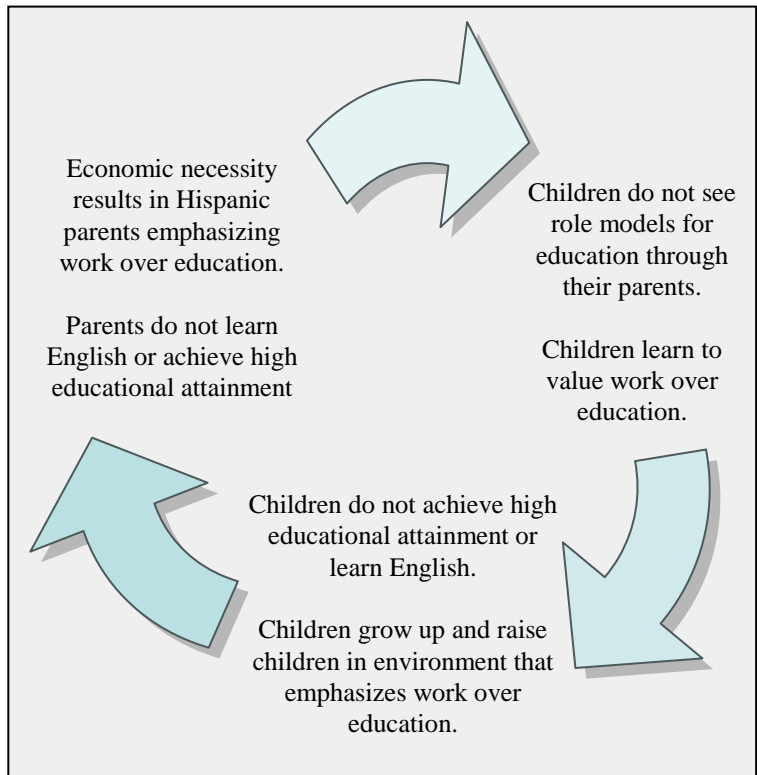 Economic necessity
results in Hispanic
parents emphasizing
work over education.
Parents do not learn
English or achieve high
educational attainment
Children do not see
role models for
education through
their parents.
Children learn to
value work over
education.
Children do not achieve high
educational attainment or
learn English.
Children grow up and raise
children in environment that
emphasizes work over
education.